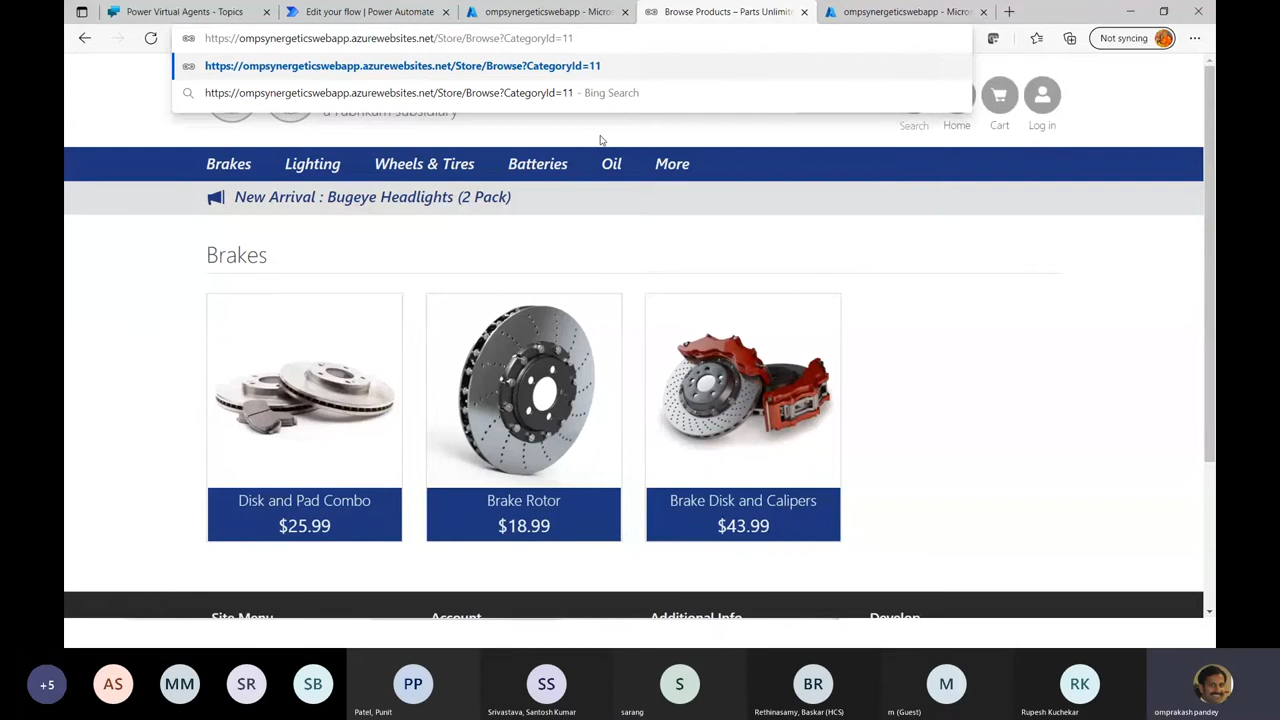 Power Virtual Agents - Topics
Edit your flow | Power Automate
ompsynergeticswebapp - Micros
Browse Products – Parts Unlimite
ompsynergeticswebapp - Micros
https://ompsynergeticswebapp.azurewebsites.net/Store/Browse?CategoryId=11
Not syncing
https://ompsynergeticswebapp.azurewebsites.net/Store/Browse?CategoryId=11
https://ompsynergeticswebapp.azurewebsites.net/Store/Browse?CategoryId=11 - Bing Search
a Fabrikam subsidiary
Search
Home
Cart
Log in
Brakes
Lighting
Wheels & Tires
Batteries
Oil
More
New Arrival : Bugeye Headlights (2 Pack)
Brakes
Disk and Pad Combo
$25.99
Brake Rotor
$18.99
Brake Disk and Calipers
$43.99
Site Menu
Account
Additional Info
Develop
+5
AS
MM
SR
SB
PP
Patel, Punit
SS
Srivastava, Santosh Kumar
S
sarang
BR
Rethinasamy, Baskar (HCS)
M
m (Guest)
RK
Rupesh Kuchekar
omprakash pandey